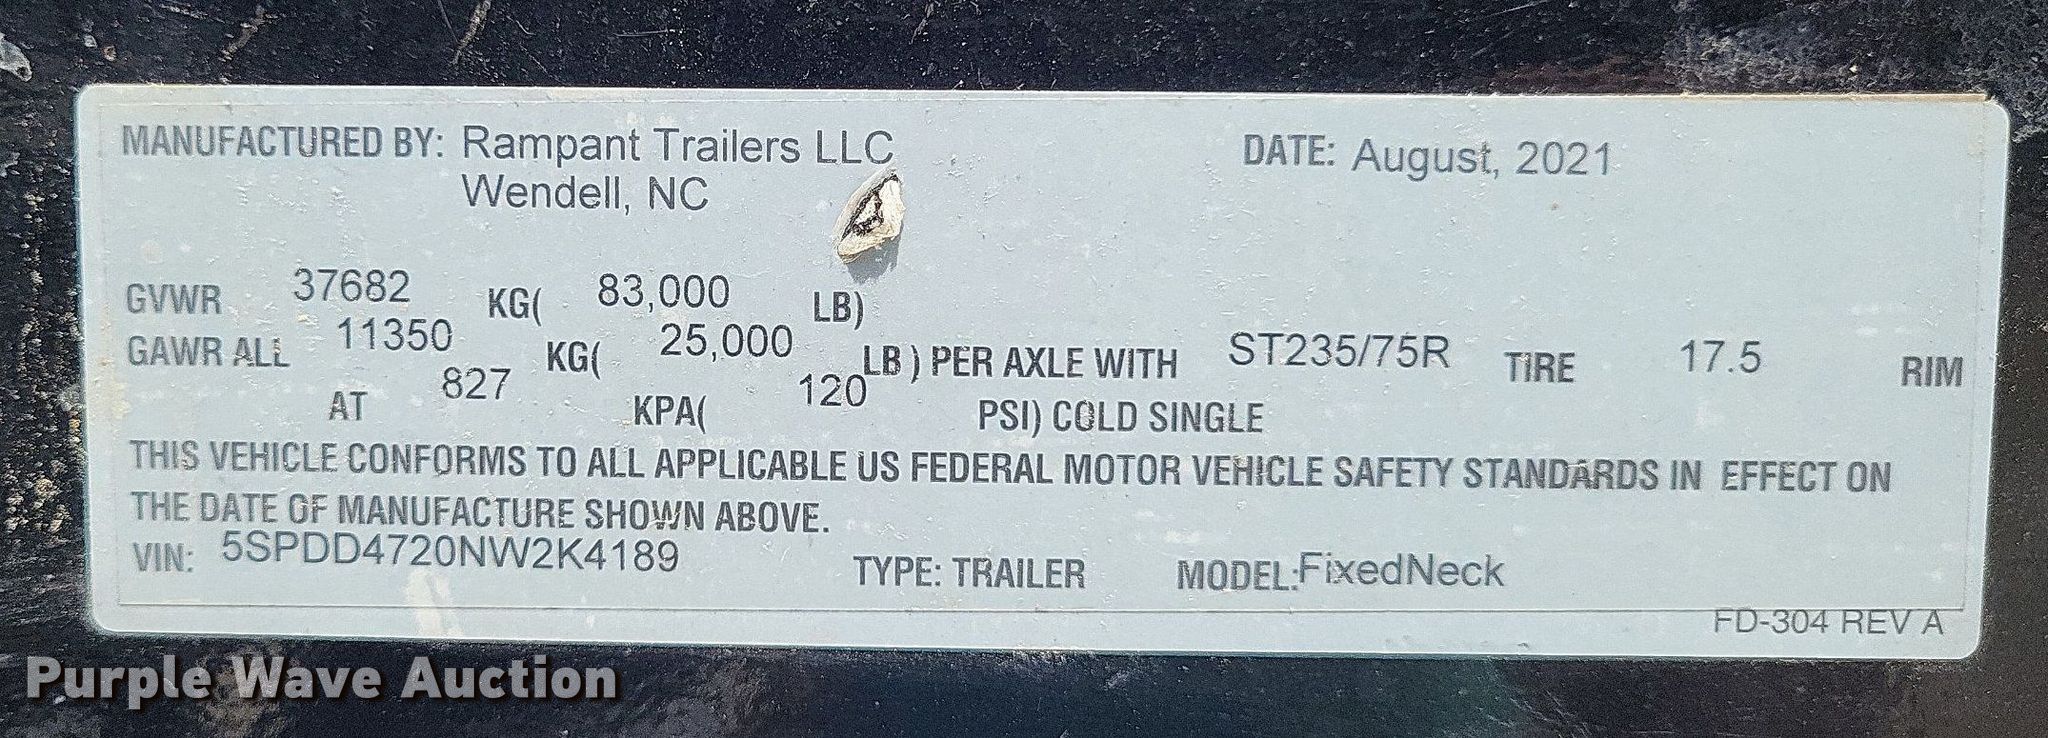 MANUFACTURED BY: Rampant Trailers LLC DATE: August, 2021
Wendell, NC
GVWR 37682 KG( 83,000 LB)
GAWR ALL 11350 KG( 25,000 LB) PER AXLE WITH ST235/75R TIRE 17.5 RIM
AT 827 KPA( 120 PSI) COLD SINGLE
THIS VEHICLE CONFORMS TO ALL APPLICABLE US FEDERAL MOTOR VEHICLE SAFETY STANDARDS IN EFFECT ON
THE DATE OF MANUFACTURE SHOWN ABOVE.
VIN: 5SPDD4720NW2K4189 TYPE: TRAILER MODEL: FixedNeck
FD-304 REV A
Purple Wave Auction